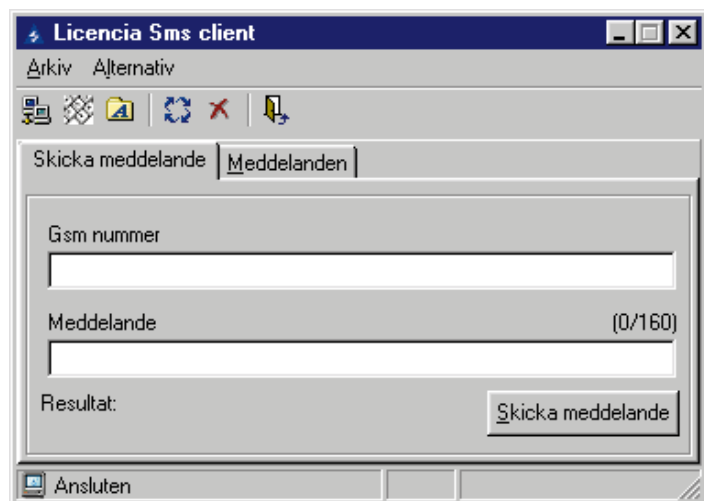 Licencia Sms client
Arkiv Alternativ
Skicka meddelande Meddelanden
Gsm nummer
Meddelande (0/160)
Resultat: Skicka meddelande
Ansluten